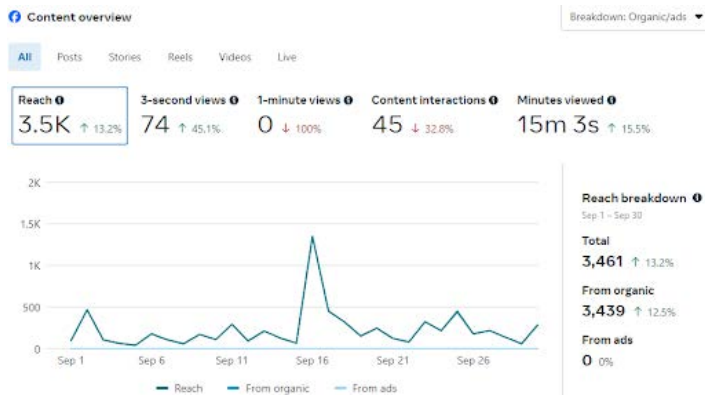 Content overview
Breakdown: Organic/ads
All Posts Stories Reels Videos Live
Reach 3-second views 1-minute views Content interactions Minutes viewed
3.5K ↑ 13.2% 74 ↑ 45.1% 0 ↓ 100% 45 ↓ 32.8% 15m 3s ↑ 15.5%
2K
1.5K
1K
500
0
Sep 1 Sep 6 Sep 11 Sep 16 Sep 21 Sep 26
Reach From organic From ads
Reach breakdown
Sep 1 – Sep 30
Total
3,461 ↑ 13.2%
From organic
3,439 ↑ 12.5%
From ads
0 0%